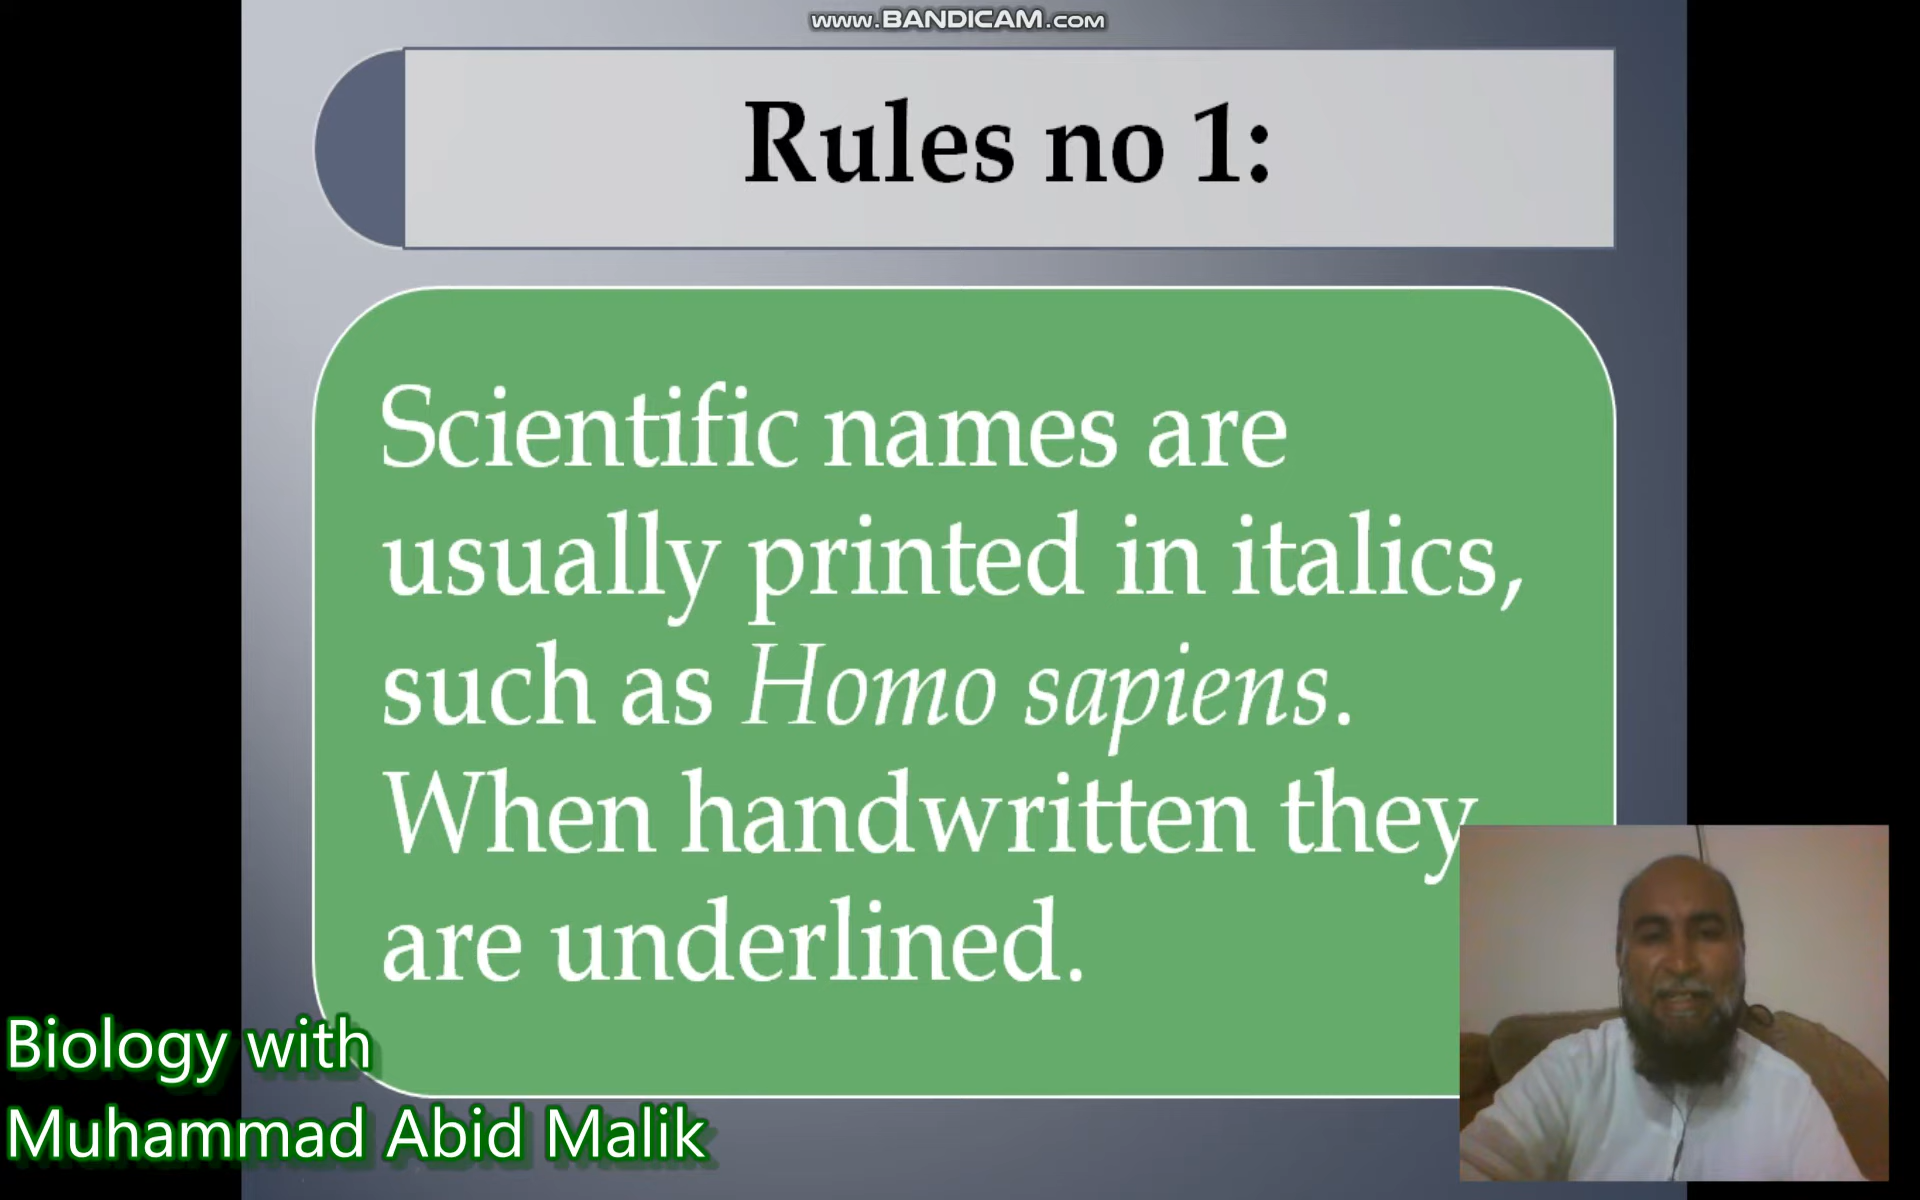 www.BANDICAM.com
Rules no 1:
Scientific names are
usually printed in italics,
such as Homo sapiens.
When handwritten they
are underlined.
Biology with
Muhammad Abid Malik